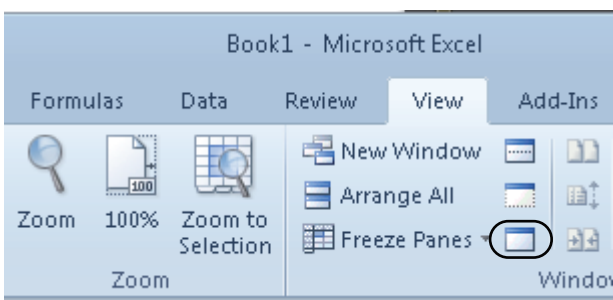 Book1 - Microsoft Excel
Formulas Data Review View Add-Ins
New Window
100
Arrange All
Zoom 100% Zoom to Selection
Freeze Panes
Zoom